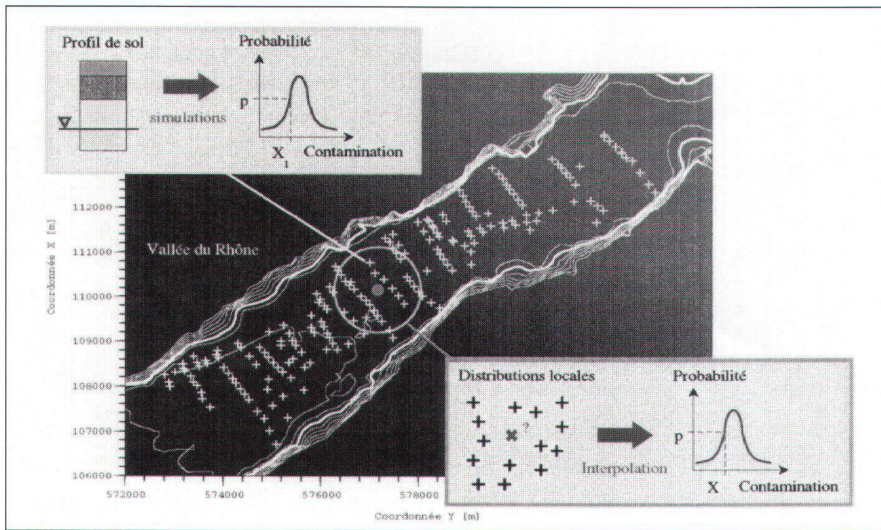 Profil de sol
Probabilité
p
simulations
X1
Contamination
Coordonnée X [m]
112000
111000
110000
109000
108000
107000
106000
Vallée du Rhône
Distributions locales
?
Interpolation
Probabilité
p
X
Contamination
572000
574000
576000
578000
Coordonnée Y [m]